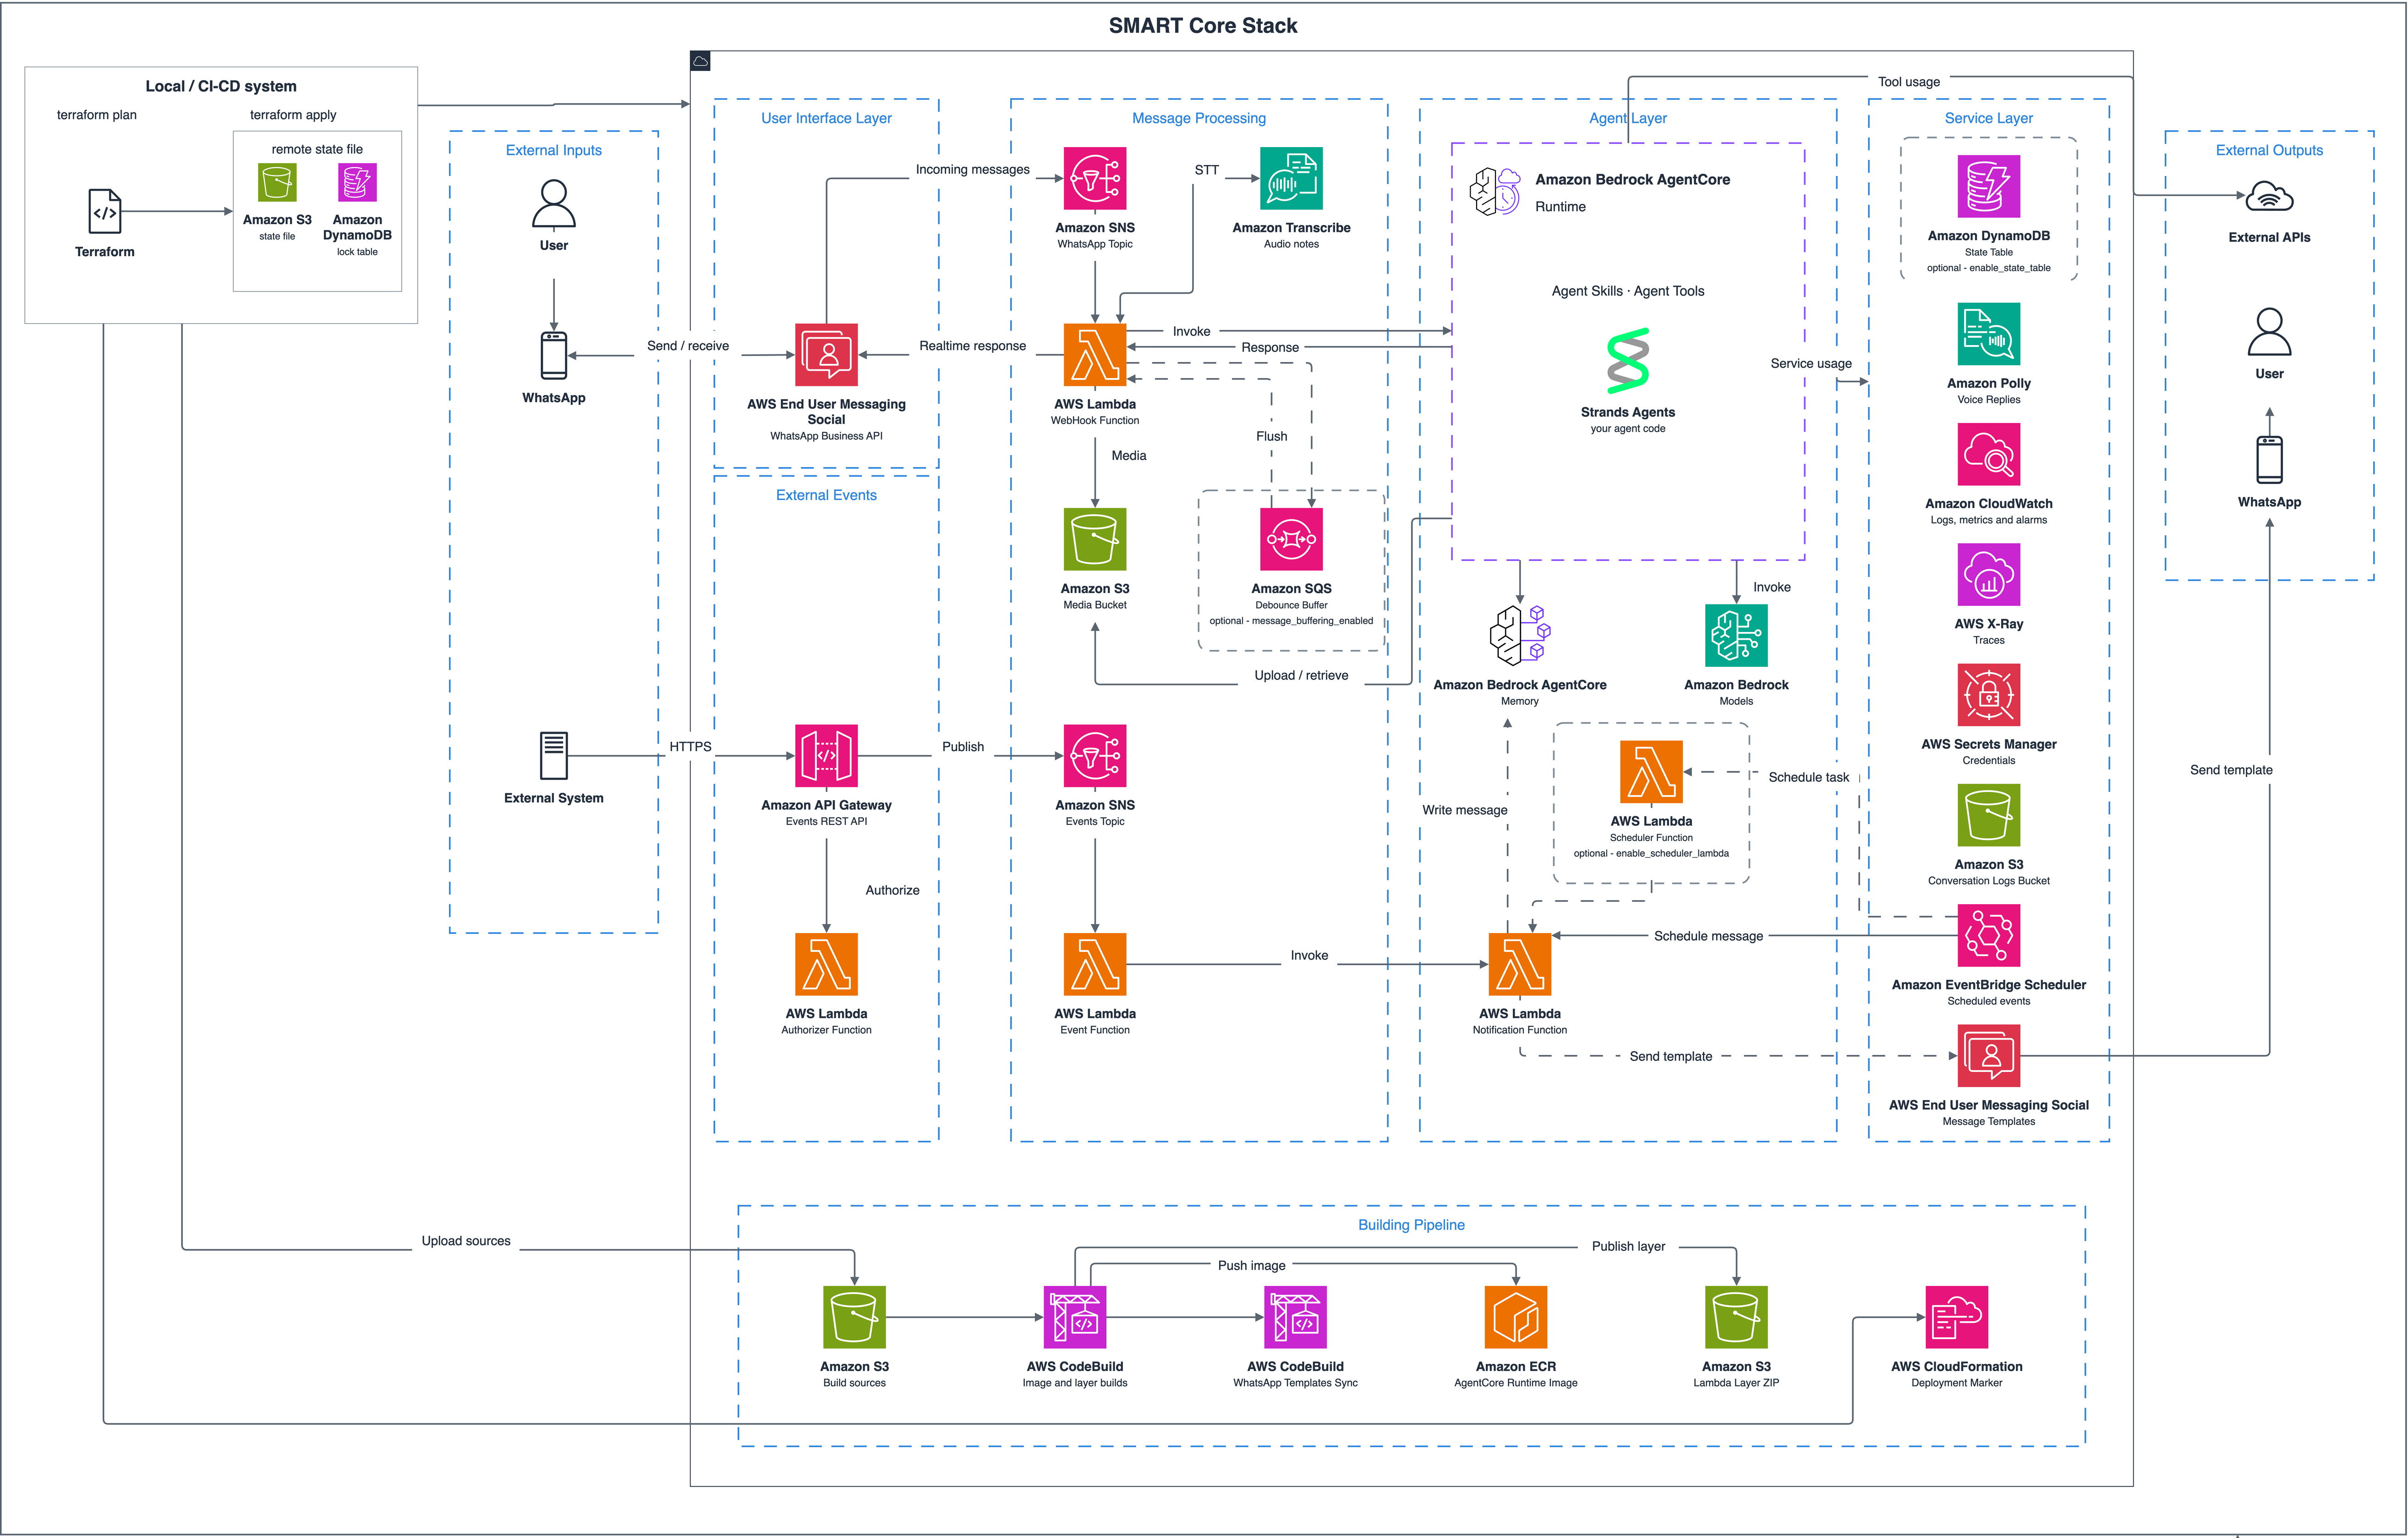 SMART Core Stack
Local / CI-CD system
terraform plan
terraform apply
remote state file
Amazon S3
state file
Amazon
DynamoDB
lock table
Terraform
External Inputs
User
WhatsApp
External System
User Interface Layer
AWS End User Messaging
Social
WhatsApp Business API
Send / receive
Incoming messages
Realtime response
External Events
HTTPS
Amazon API Gateway
Events REST API
Publish
Authorize
AWS Lambda
Authorizer Function
Message Processing
Amazon SNS
WhatsApp Topic
STT
Amazon Transcribe
Audio notes
AWS Lambda
WebHook Function
Invoke
Response
Flush
Media
Amazon S3
Media Bucket
Amazon SQS
Debounce Buffer
optional - message_buffering_enabled
Upload / retrieve
Amazon SNS
Events Topic
AWS Lambda
Event Function
Invoke
Agent Layer
Tool usage
Amazon Bedrock AgentCore
Runtime
Agent Skills · Agent Tools
Strands Agents
your agent code
Service usage
Invoke
Amazon Bedrock AgentCore
Memory
Amazon Bedrock
Models
Write message
Schedule task
AWS Lambda
Scheduler Function
optional - enable_scheduler_lambda
Schedule message
AWS Lambda
Notification Function
Send template
Service Layer
Amazon DynamoDB
State Table
optional - enable_state_table
Amazon Polly
Voice Replies
Amazon CloudWatch
Logs, metrics and alarms
AWS X-Ray
Traces
AWS Secrets Manager
Credentials
Amazon S3
Conversation Logs Bucket
Amazon EventBridge Scheduler
Scheduled events
AWS End User Messaging Social
Message Templates
External Outputs
External APIs
User
WhatsApp
Send template
Building Pipeline
Upload sources
Publish layer
Push image
Amazon S3
Build sources
AWS CodeBuild
Image and layer builds
AWS CodeBuild
WhatsApp Templates Sync
Amazon ECR
AgentCore Runtime Image
Amazon S3
Lambda Layer ZIP
AWS CloudFormation
Deployment Marker